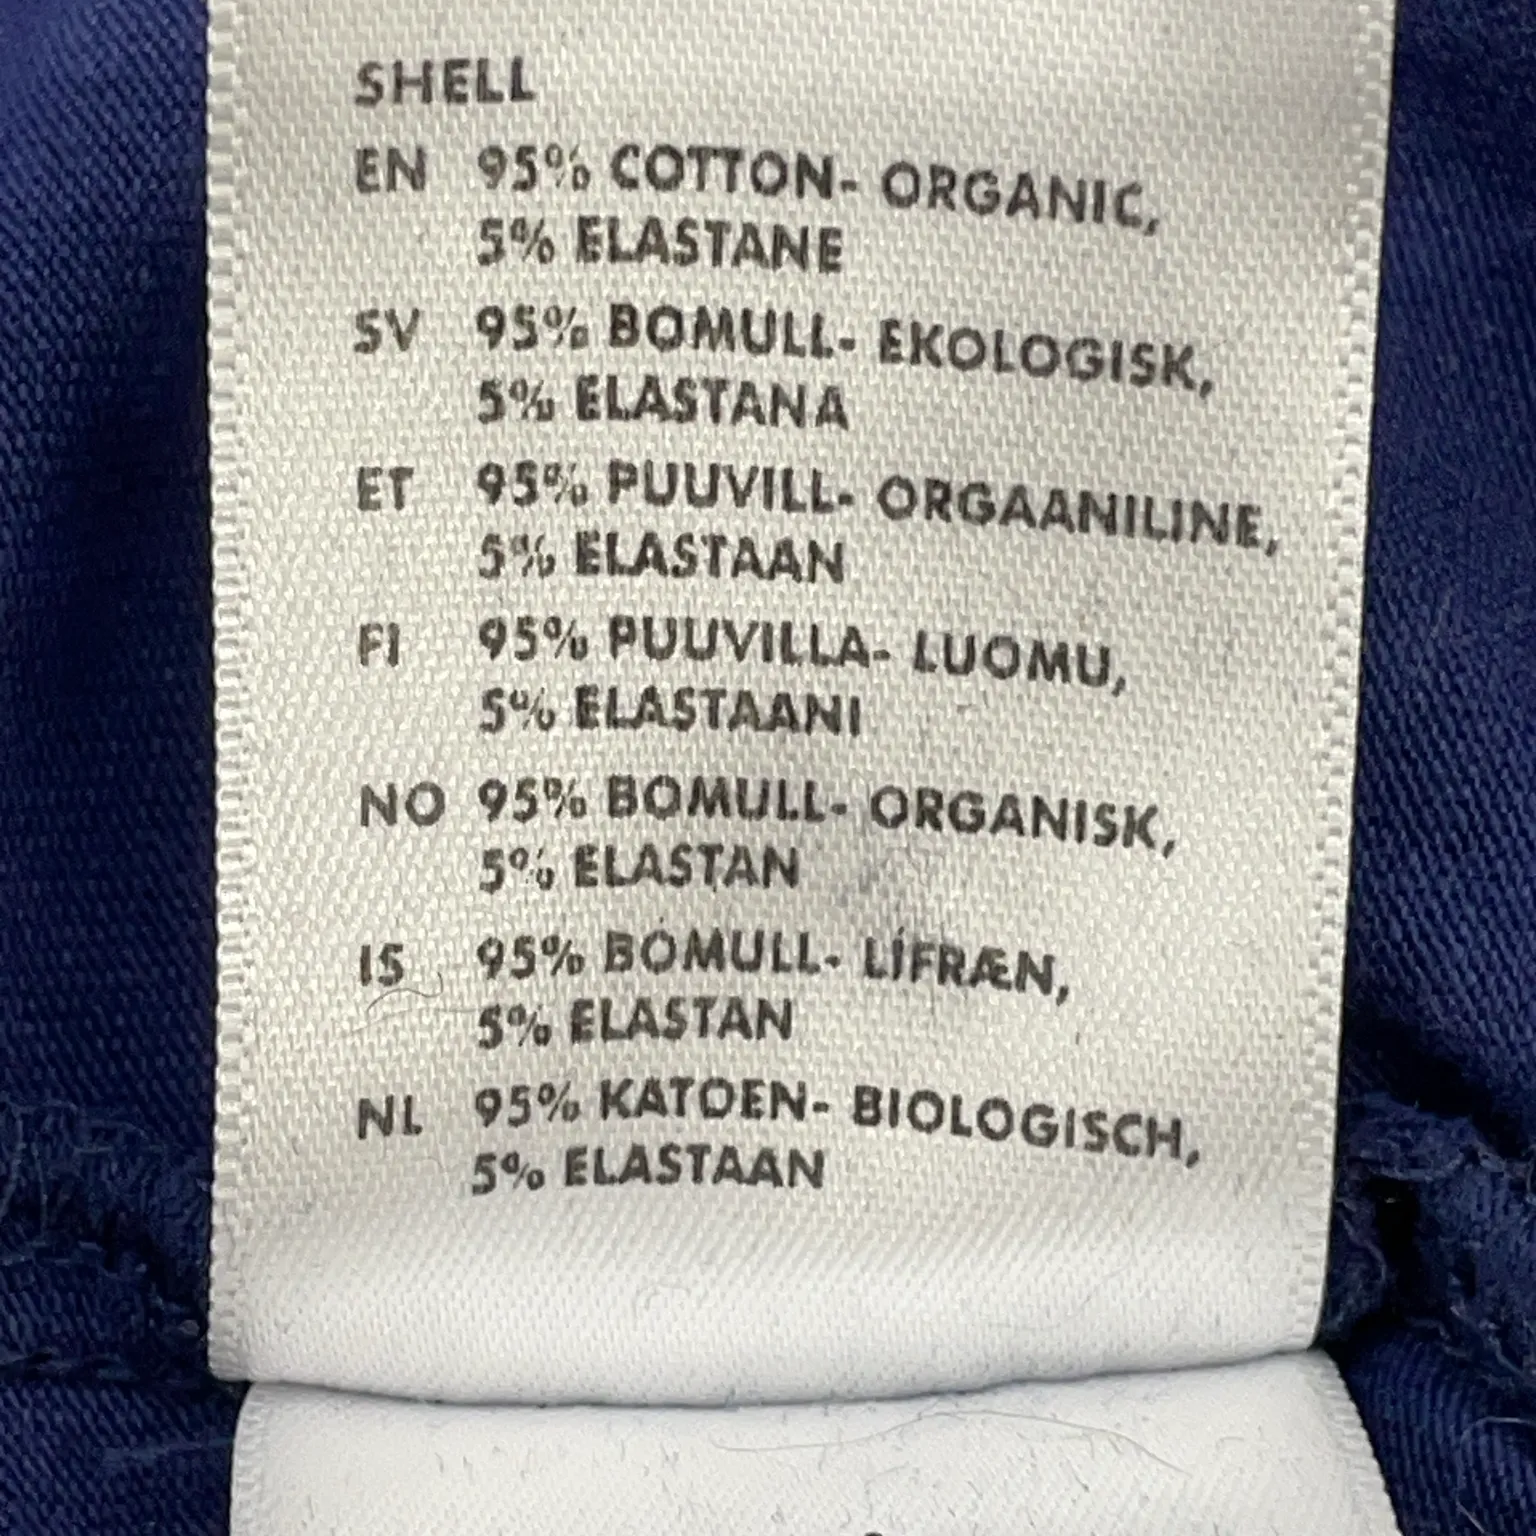 SHELL
EN 95% COTTON- ORGANIC,
5% ELASTANE
SV 95% BOMULL- EKOLOGISK,
5% ELASTANA
ET 95% PUUVILL- ORGAANILINE,
5% ELASTAAN
FI 95% PUUVILLA- LUOMU,
5% ELASTAANI
NO 95% BOMULL- ORGANISK,
5% ELASTAN
IS 95% BÓMULL- LÍFRÆN,
5% ELASTAN
NL 95% KATOEN- BIOLOGISCH,
5% ELASTAAN